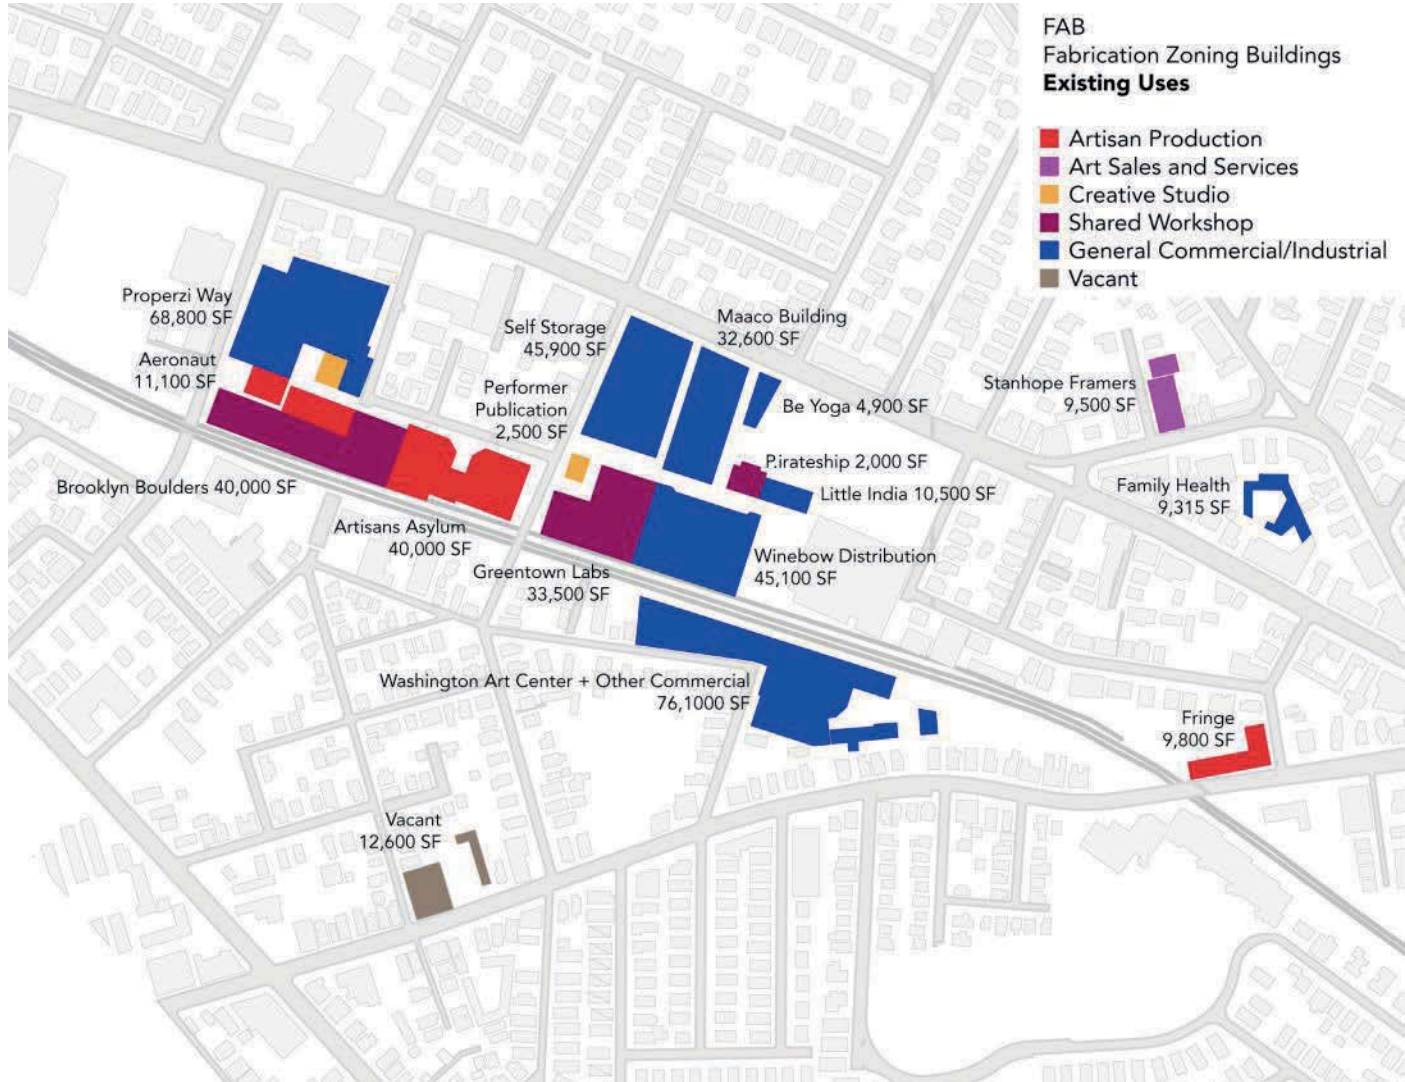 FAB
Fabrication Zoning Buildings
Existing Uses
Artisan Production
Art Sales and Services
Creative Studio
Shared Workshop
General Commercial/Industrial
Vacant
Properzi Way
68,800 SF
Aeronaut
11,100 SF
Brooklyn Boulders 40,000 SF
Artisans Asylum
40,000 SF
Self Storage
45,900 SF
Performer
Publication
2,500 SF
Maaco Building
32,600 SF
Be Yoga 4,900 SF
P.irateship 2,000 SF
Little India 10,500 SF
Winebow Distribution
45,100 SF
Greentown Labs
33,500 SF
Washington Art Center + Other Commercial
76,1000 SF
Stanhope Framers
9,500 SF
Family Health
9,315 SF
Fringe
9,800 SF
Vacant
12,600 SF